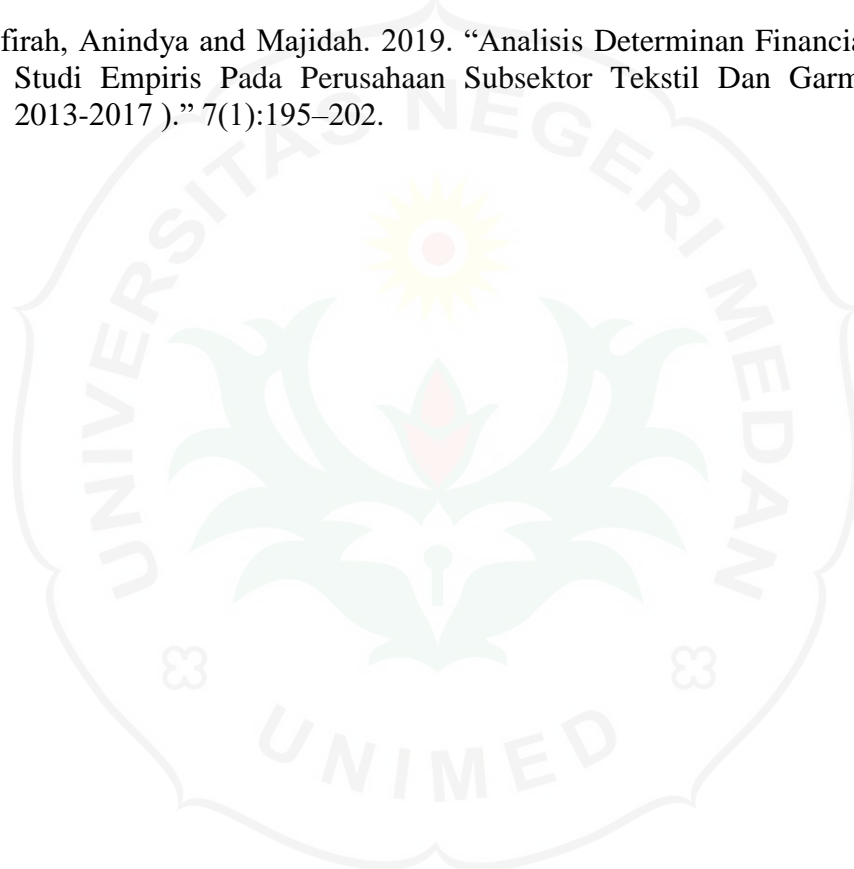 firah, Anindya and Majidah. 2019. “Analisis Determinan Financia
Studi Empiris Pada Perusahaan Subsektor Tekstil Dan Garm
2013-2017 ).” 7(1):195–202.
UNIVERSITAS NEGERI MEDAN
UNIMED